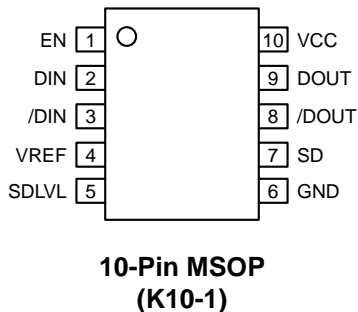 EN 1
DIN 2
/DIN 3
VREF 4
SDLVL 5
10 VCC
9 DOUT
8 /DOUT
7 SD
6 GND
10-Pin MSOP
(K10-1)